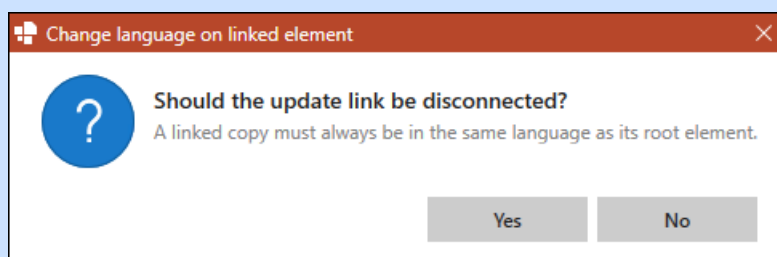 Change language on linked element
Should the update link be disconnected?
A linked copy must always be in the same language as its root element.
Yes No